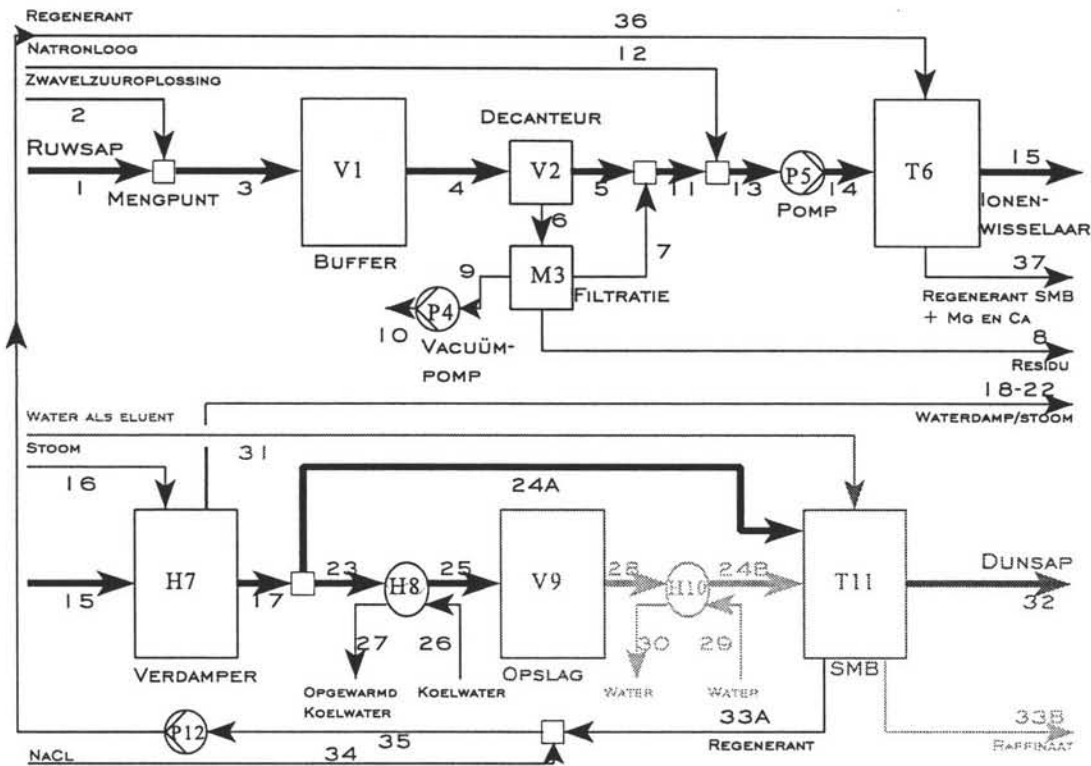 REGENERANT
36
NATRONLOOG
12
ZWAVELZUUROPLOSSING
2
DECANTEUR
RUWSAP
1
MENGPUNT
3
V1
BUFFER
4
V2
5
11
13
P5
POMP
14
T6
15
IONEN-
WISSELAAR
6
7
9
M3
FILTRATIE
P4
10
VACUÜM-
POMP
37
REGENERANT SMB
+ MG EN CA
8
RESIDU
18-22
WATERDAMP/STOOM
WATER ALS ELUENT
31
STOOM
16
24A
15
H7
VERDAMPER
17
23
H8
25
V9
OPSLAG
28
H10
24B
T11
SMB
DUNSAP
32
27
26
OPGEWARMD
KOELWATER
KOELWATER
30
29
WATER
WATER
33A
REGENERANT
33B
RAFFINAAT
P12
35
NACL
34